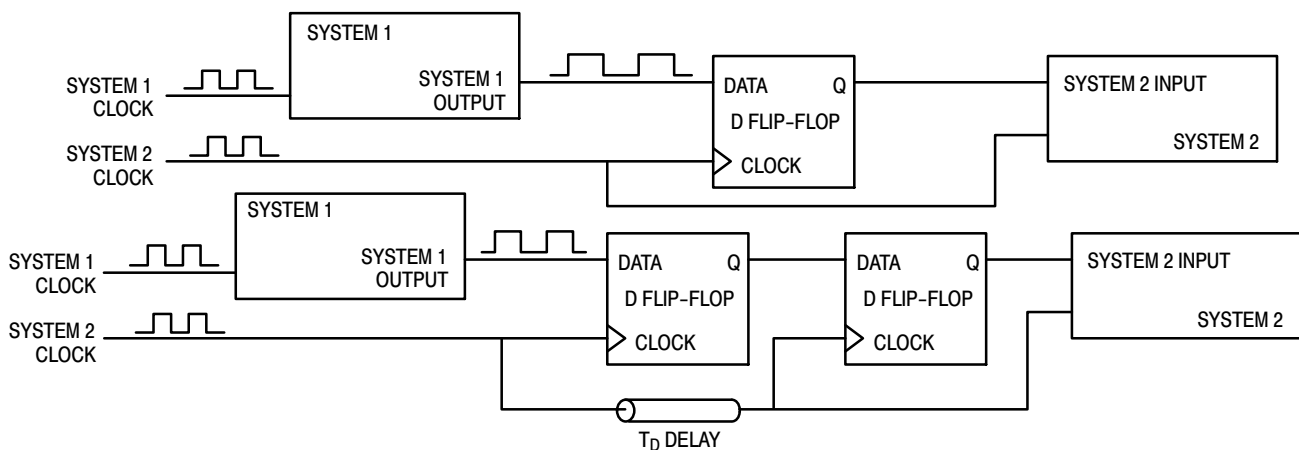 SYSTEM 1
SYSTEM 1
OUTPUT
SYSTEM 1
CLOCK
SYSTEM 2
CLOCK
DATA Q
D FLIP-FLOP
CLOCK
SYSTEM 2 INPUT
SYSTEM 2
SYSTEM 1
SYSTEM 1
OUTPUT
SYSTEM 1
CLOCK
SYSTEM 2
CLOCK
DATA Q
D FLIP-FLOP
CLOCK
DATA Q
D FLIP-FLOP
CLOCK
SYSTEM 2 INPUT
SYSTEM 2
TD DELAY